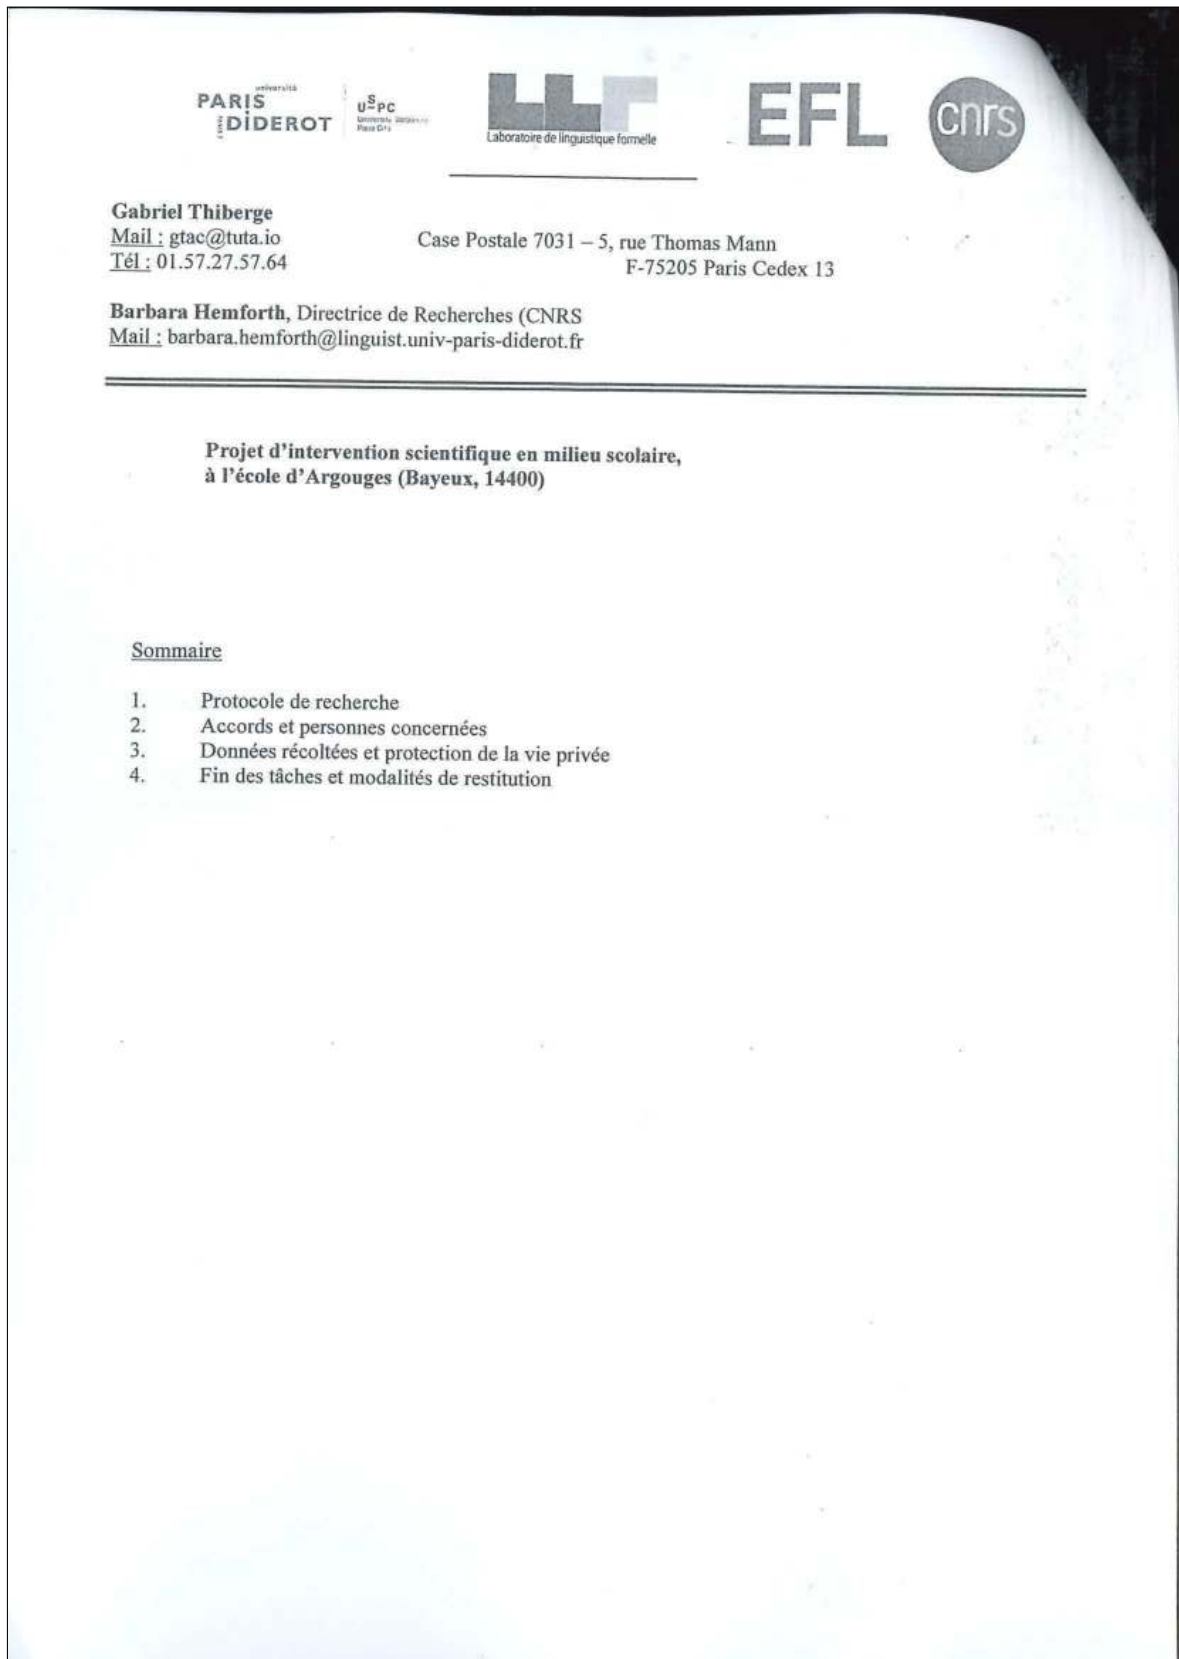 université
PARIS
DIDEROT
USPC
Laboratoire de linguistique formelle
EFL
cnrs
Gabriel Thiberge
Mail : gtac@tuta.io
Tél : 01.57.27.57.64
Case Postale 7031 – 5, rue Thomas Mann
F-75205 Paris Cedex 13
Barbara Hemforth, Directrice de Recherches (CNRS
Mail : barbara.hemforth@linguist.univ-paris-diderot.fr
Projet d'intervention scientifique en milieu scolaire,
à l'école d'Argouges (Bayeux, 14400)
Sommaire
1. Protocole de recherche
2. Accords et personnes concernées
3. Données récoltées et protection de la vie privée
4. Fin des tâches et modalités de restitution